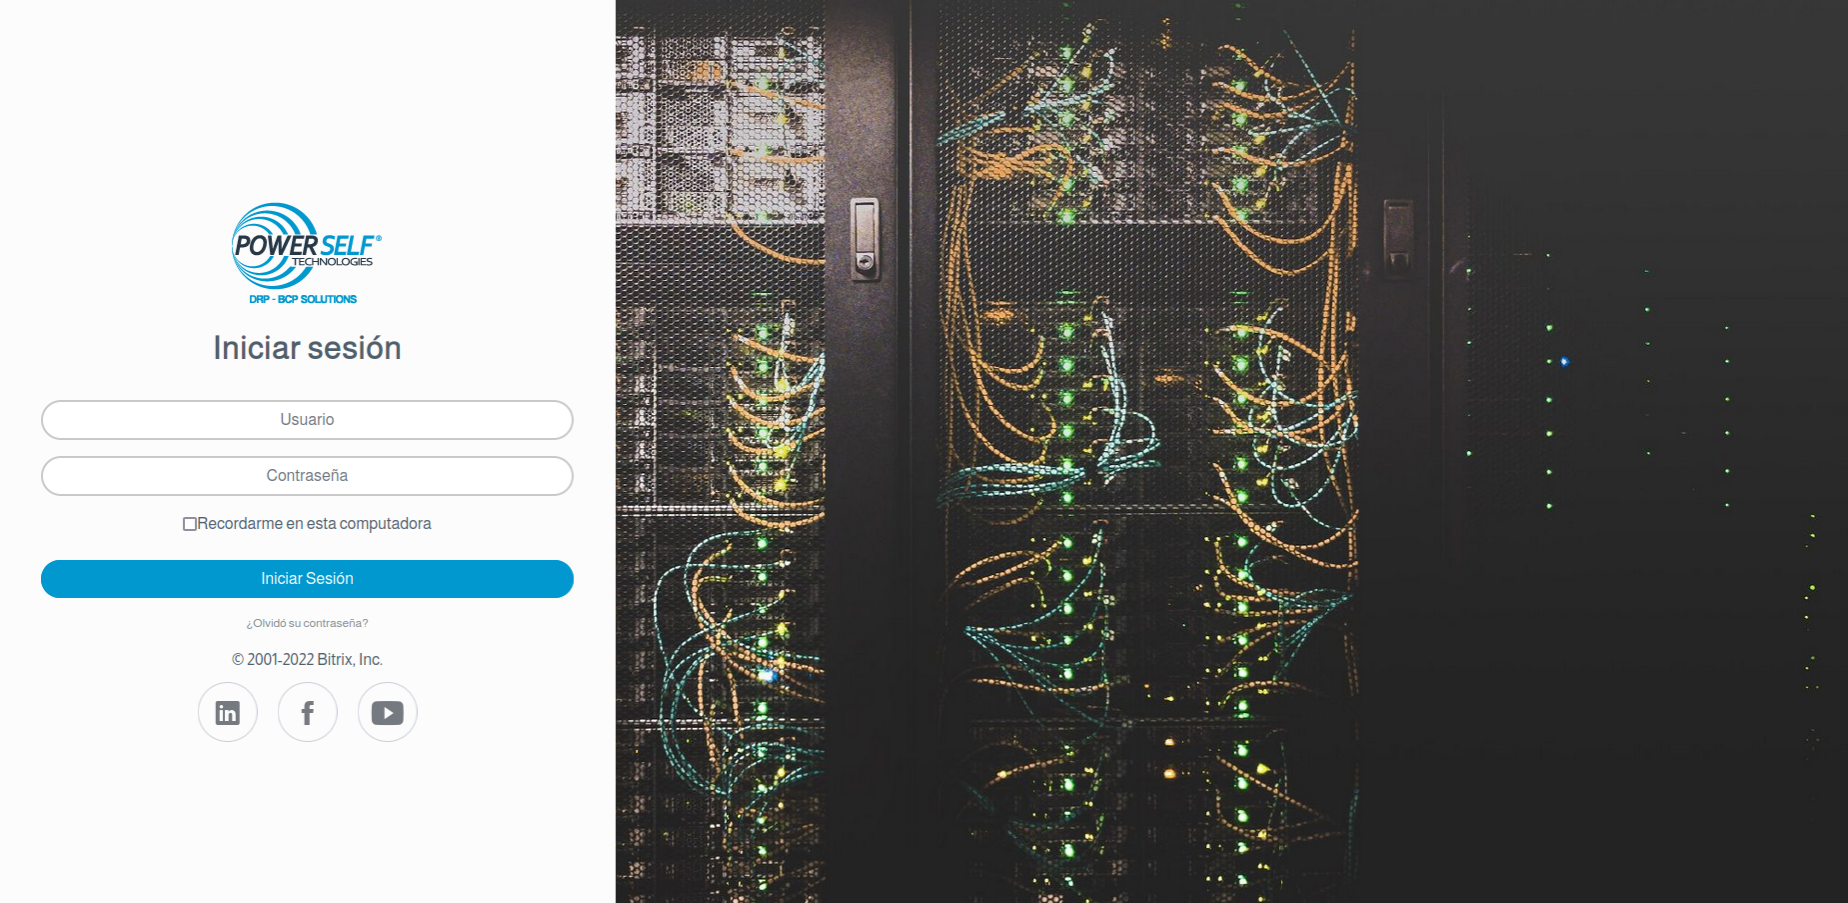 POWER SELF®
TECHNOLOGIES
DRP - BCP SOLUTIONS
Iniciar sesión
Usuario
Contraseña
Recordarme en esta computadora
Iniciar Sesión
¿Olvidó su contraseña?
© 2001-2022 Bitrix, Inc.
in
f